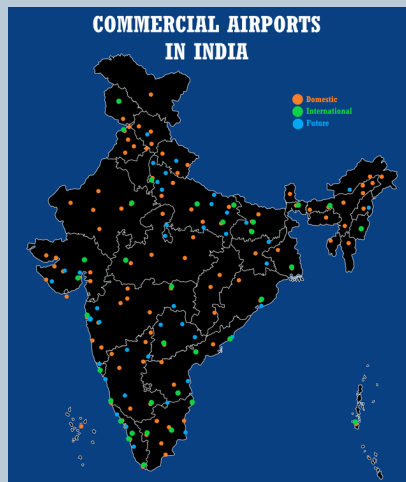 COMMERCIAL AIRPORTS
IN INDIA
Domestic
International
Future